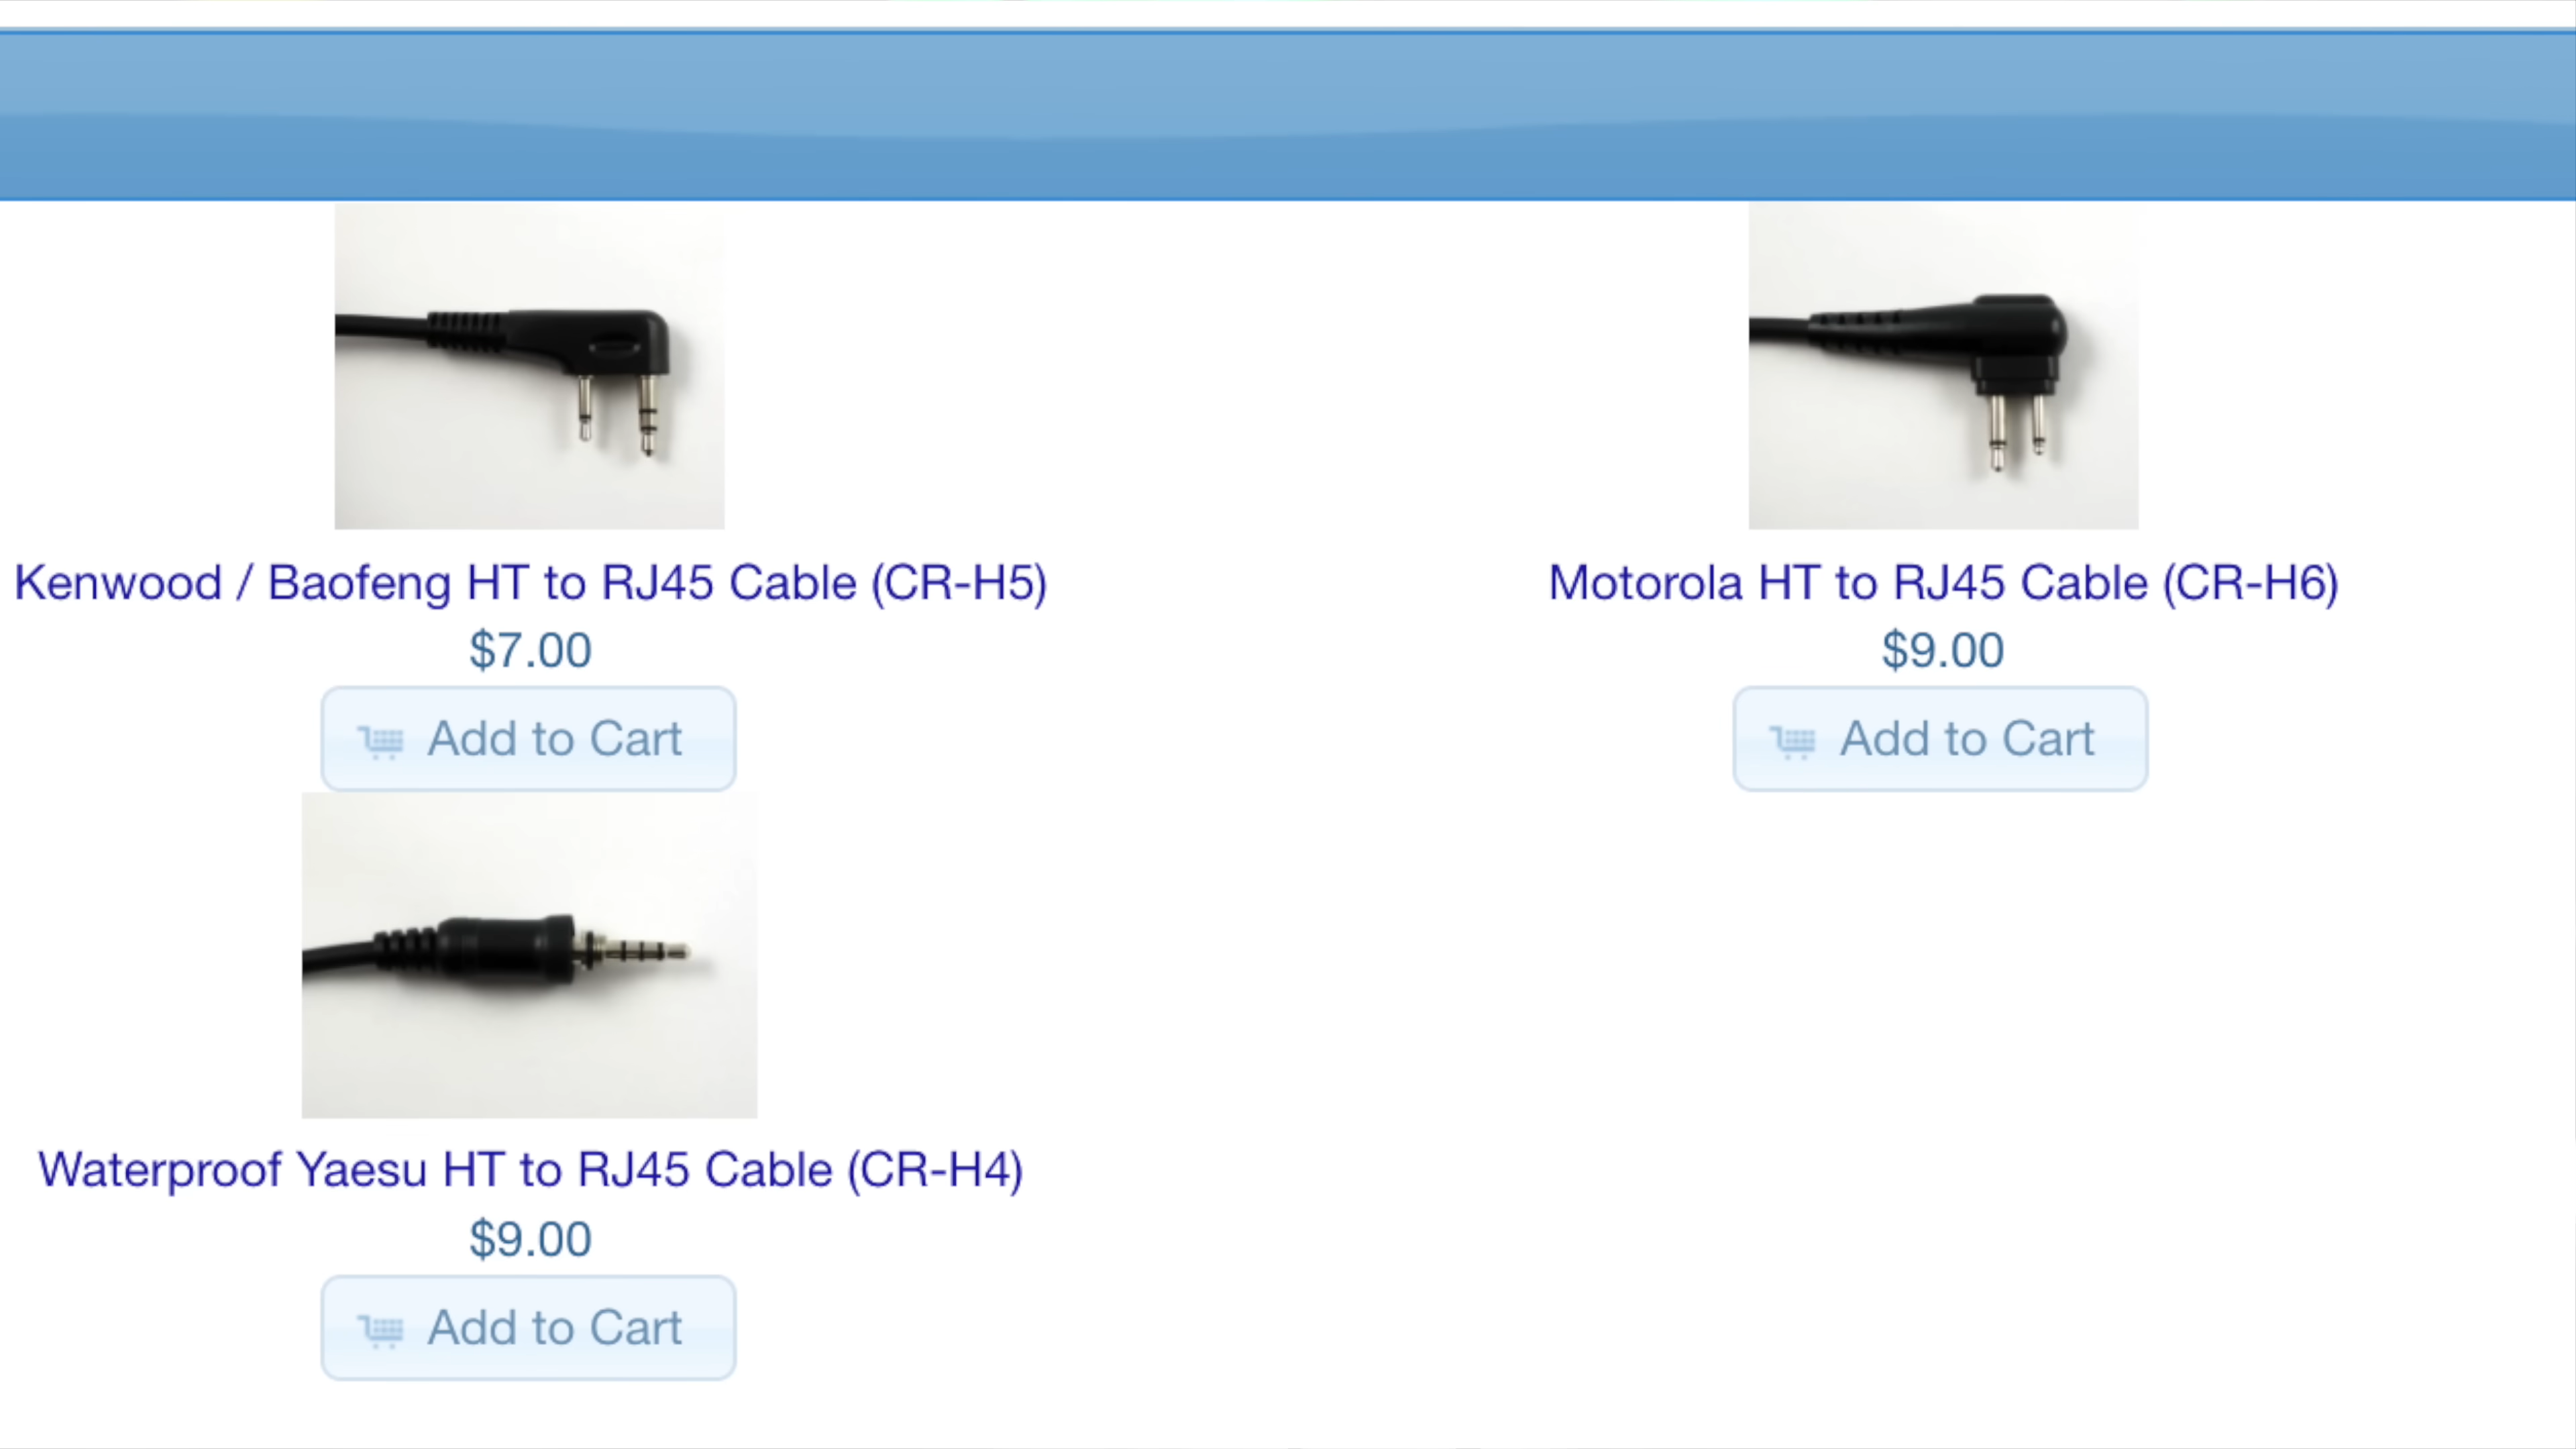 Kenwood / Baofeng HT to RJ45 Cable (CR-H5)
$7.00
Add to Cart
Motorola HT to RJ45 Cable (CR-H6)
$9.00
Add to Cart
Waterproof Yaesu HT to RJ45 Cable (CR-H4)
$9.00
Add to Cart